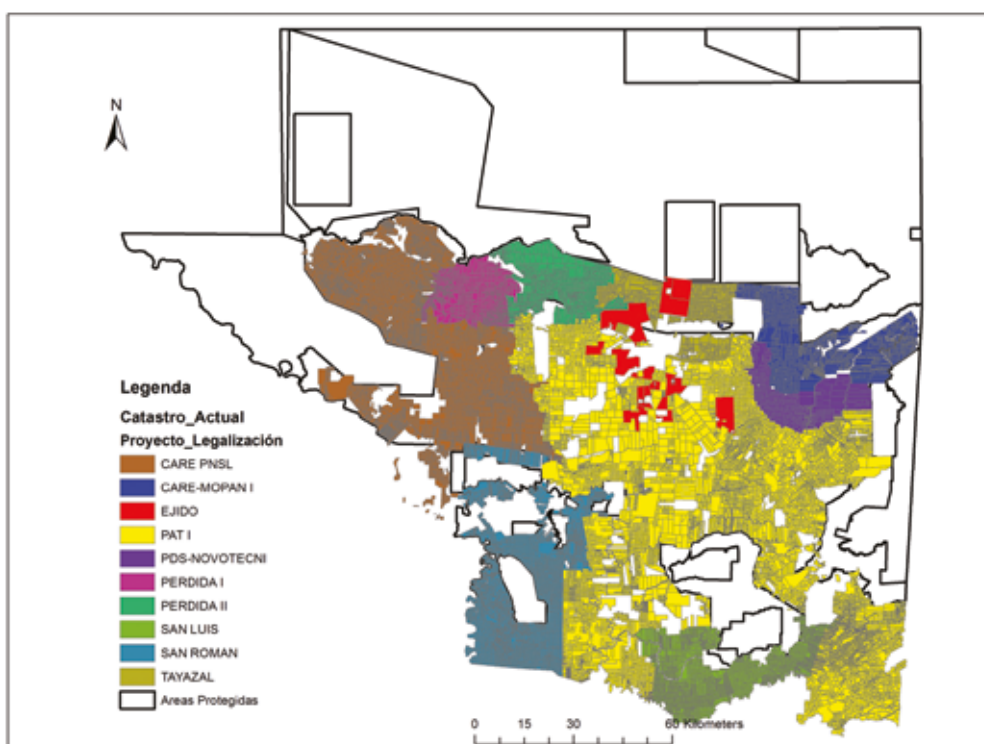 N
Legenda
Catastro_Actual
Proyecto_Legalización
CARE PNSL
CARE-MOPAN I
EJIDO
PAT I
PDS-NOVOTECNI
PERDIDA I
PERDIDA II
SAN LUIS
SAN ROMAN
TAYAZAL
Areas Protegidas
0 15 30 60 Kilometers